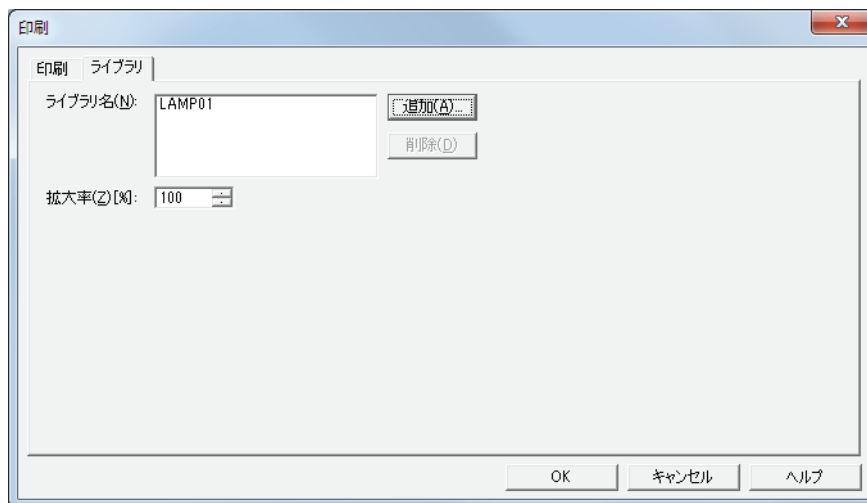 印刷
印刷 ライブラリ
ライブラリ名(N): LAMP01 追加(A)...
削除(D)
拡大率(Z)[%]: 100
OK キャンセル ヘルプ